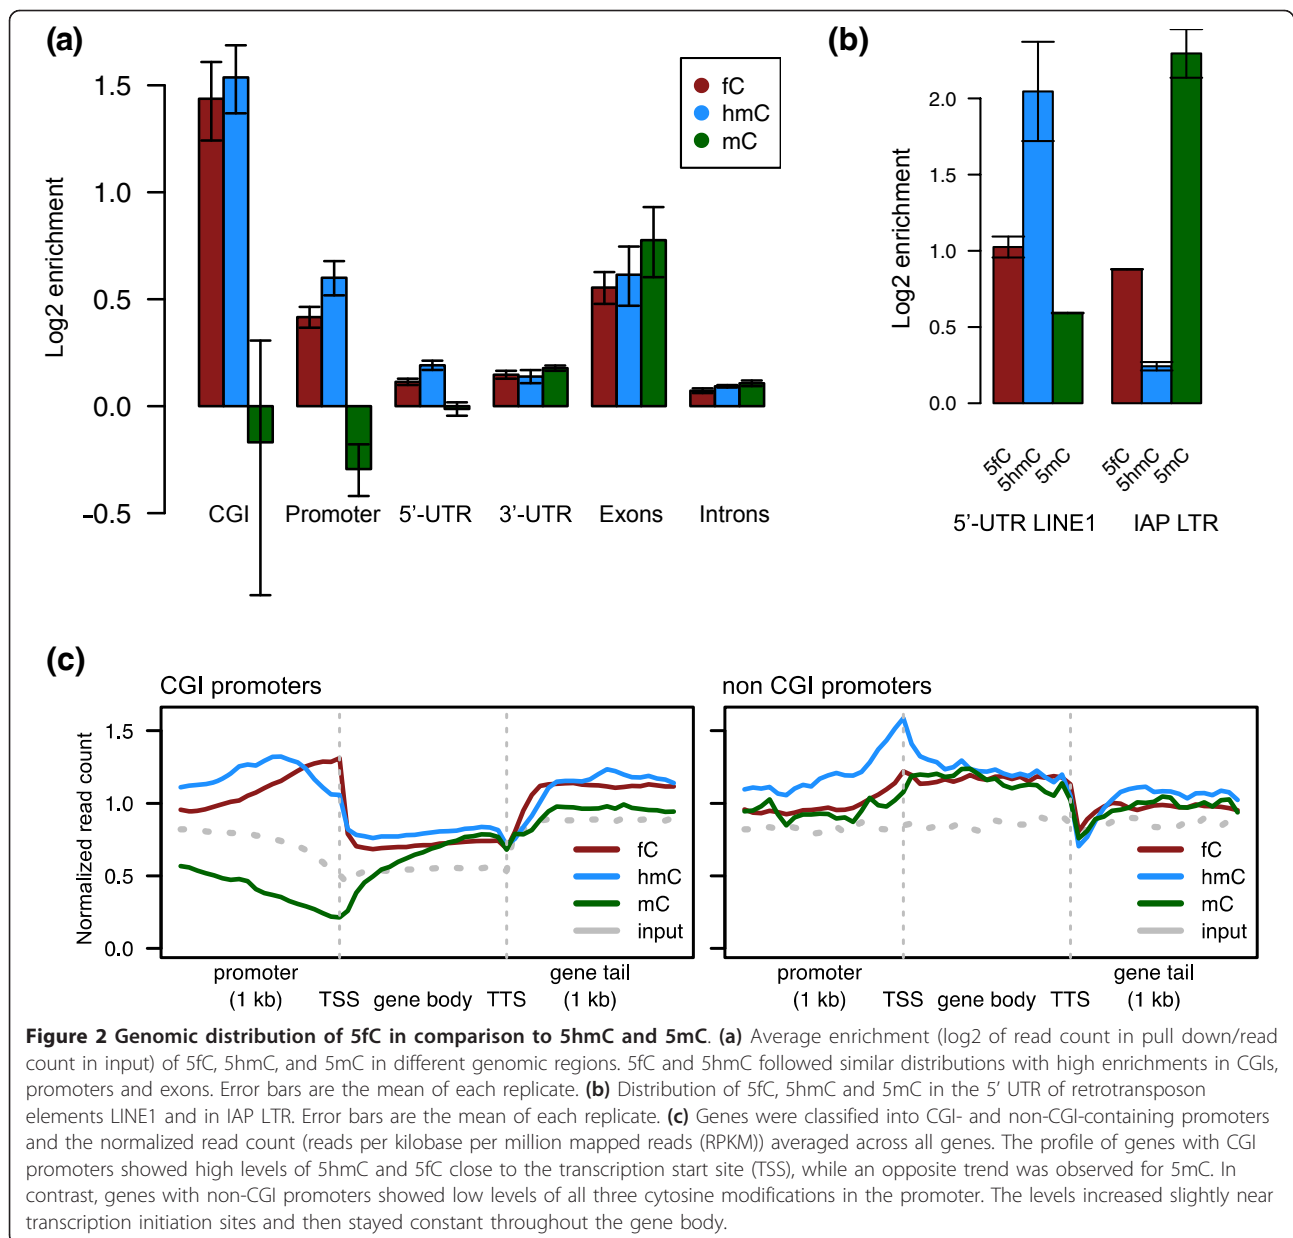 (a)
Log2 enrichment
1.5
1.0
0.5
0.0
−0.5
fC
hmC
mC
CGI
Promoter
5’-UTR
3’-UTR
Exons
Introns
(b)
Log2 enrichment
2.0
1.5
1.0
0.5
0.0
5fC
5hmC
5mC
5fC
5hmC
5mC
5’-UTR LINE1
IAP LTR
(c)
CGI promoters
Normalized read count
1.5
1.0
0.5
0.0
fC
hmC
mC
input
promoter
(1 kb)
TSS
gene body
TTS
gene tail
(1 kb)
non CGI promoters
fC
hmC
mC
input
promoter
(1 kb)
TSS
gene body
TTS
gene tail
(1 kb)
Figure 2 Genomic distribution of 5fC in comparison to 5hmC and 5mC. (a) Average enrichment (log2 of read count in pull down/read
count in input) of 5fC, 5hmC, and 5mC in different genomic regions. 5fC and 5hmC followed similar distributions with high enrichments in CGIs,
promoters and exons. Error bars are the mean of each replicate. (b) Distribution of 5fC, 5hmC and 5mC in the 5’ UTR of retrotransposon
elements LINE1 and in IAP LTR. Error bars are the mean of each replicate. (c) Genes were classified into CGI- and non-CGI-containing promoters
and the normalized read count (reads per kilobase per million mapped reads (RPKM)) averaged across all genes. The profile of genes with CGI
promoters showed high levels of 5hmC and 5fC close to the transcription start site (TSS), while an opposite trend was observed for 5mC. In
contrast, genes with non-CGI promoters showed low levels of all three cytosine modifications in the promoter. The levels increased slightly near
transcription initiation sites and then stayed constant throughout the gene body.